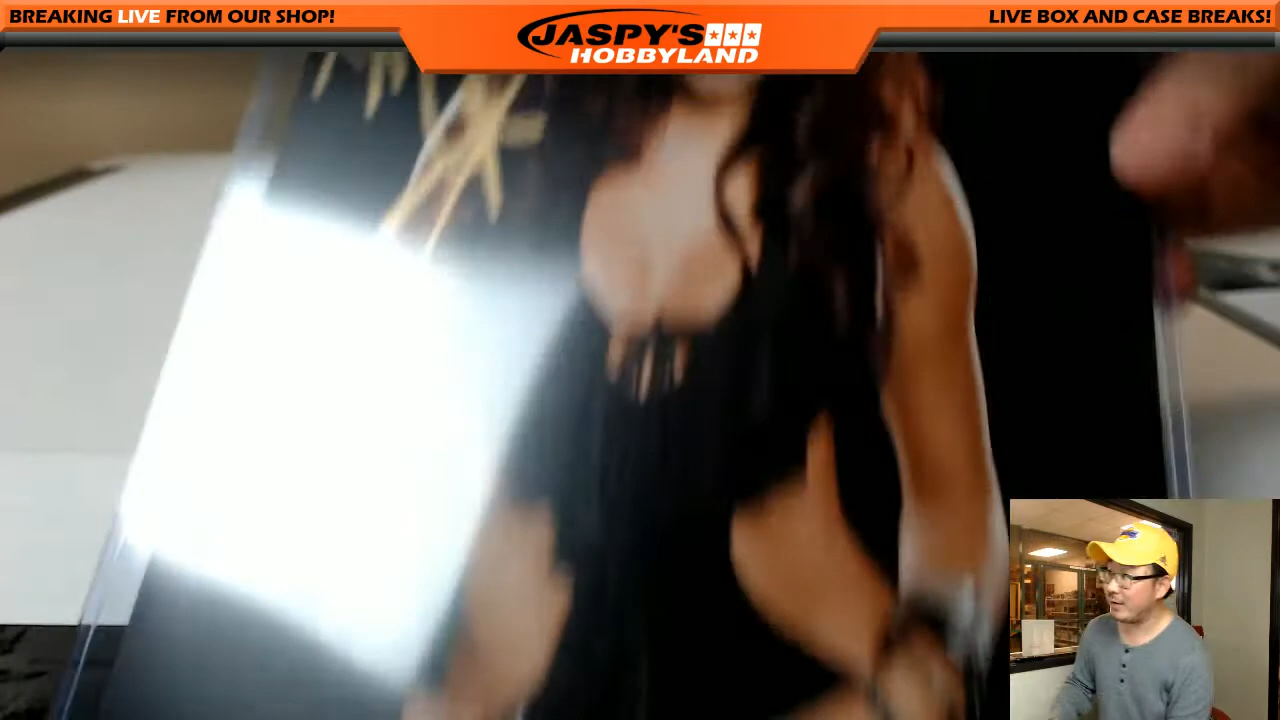 BREAKING LIVE FROM OUR SHOP!
JASPY'S
HOBBYLAND
LIVE BOX AND CASE BREAKS!